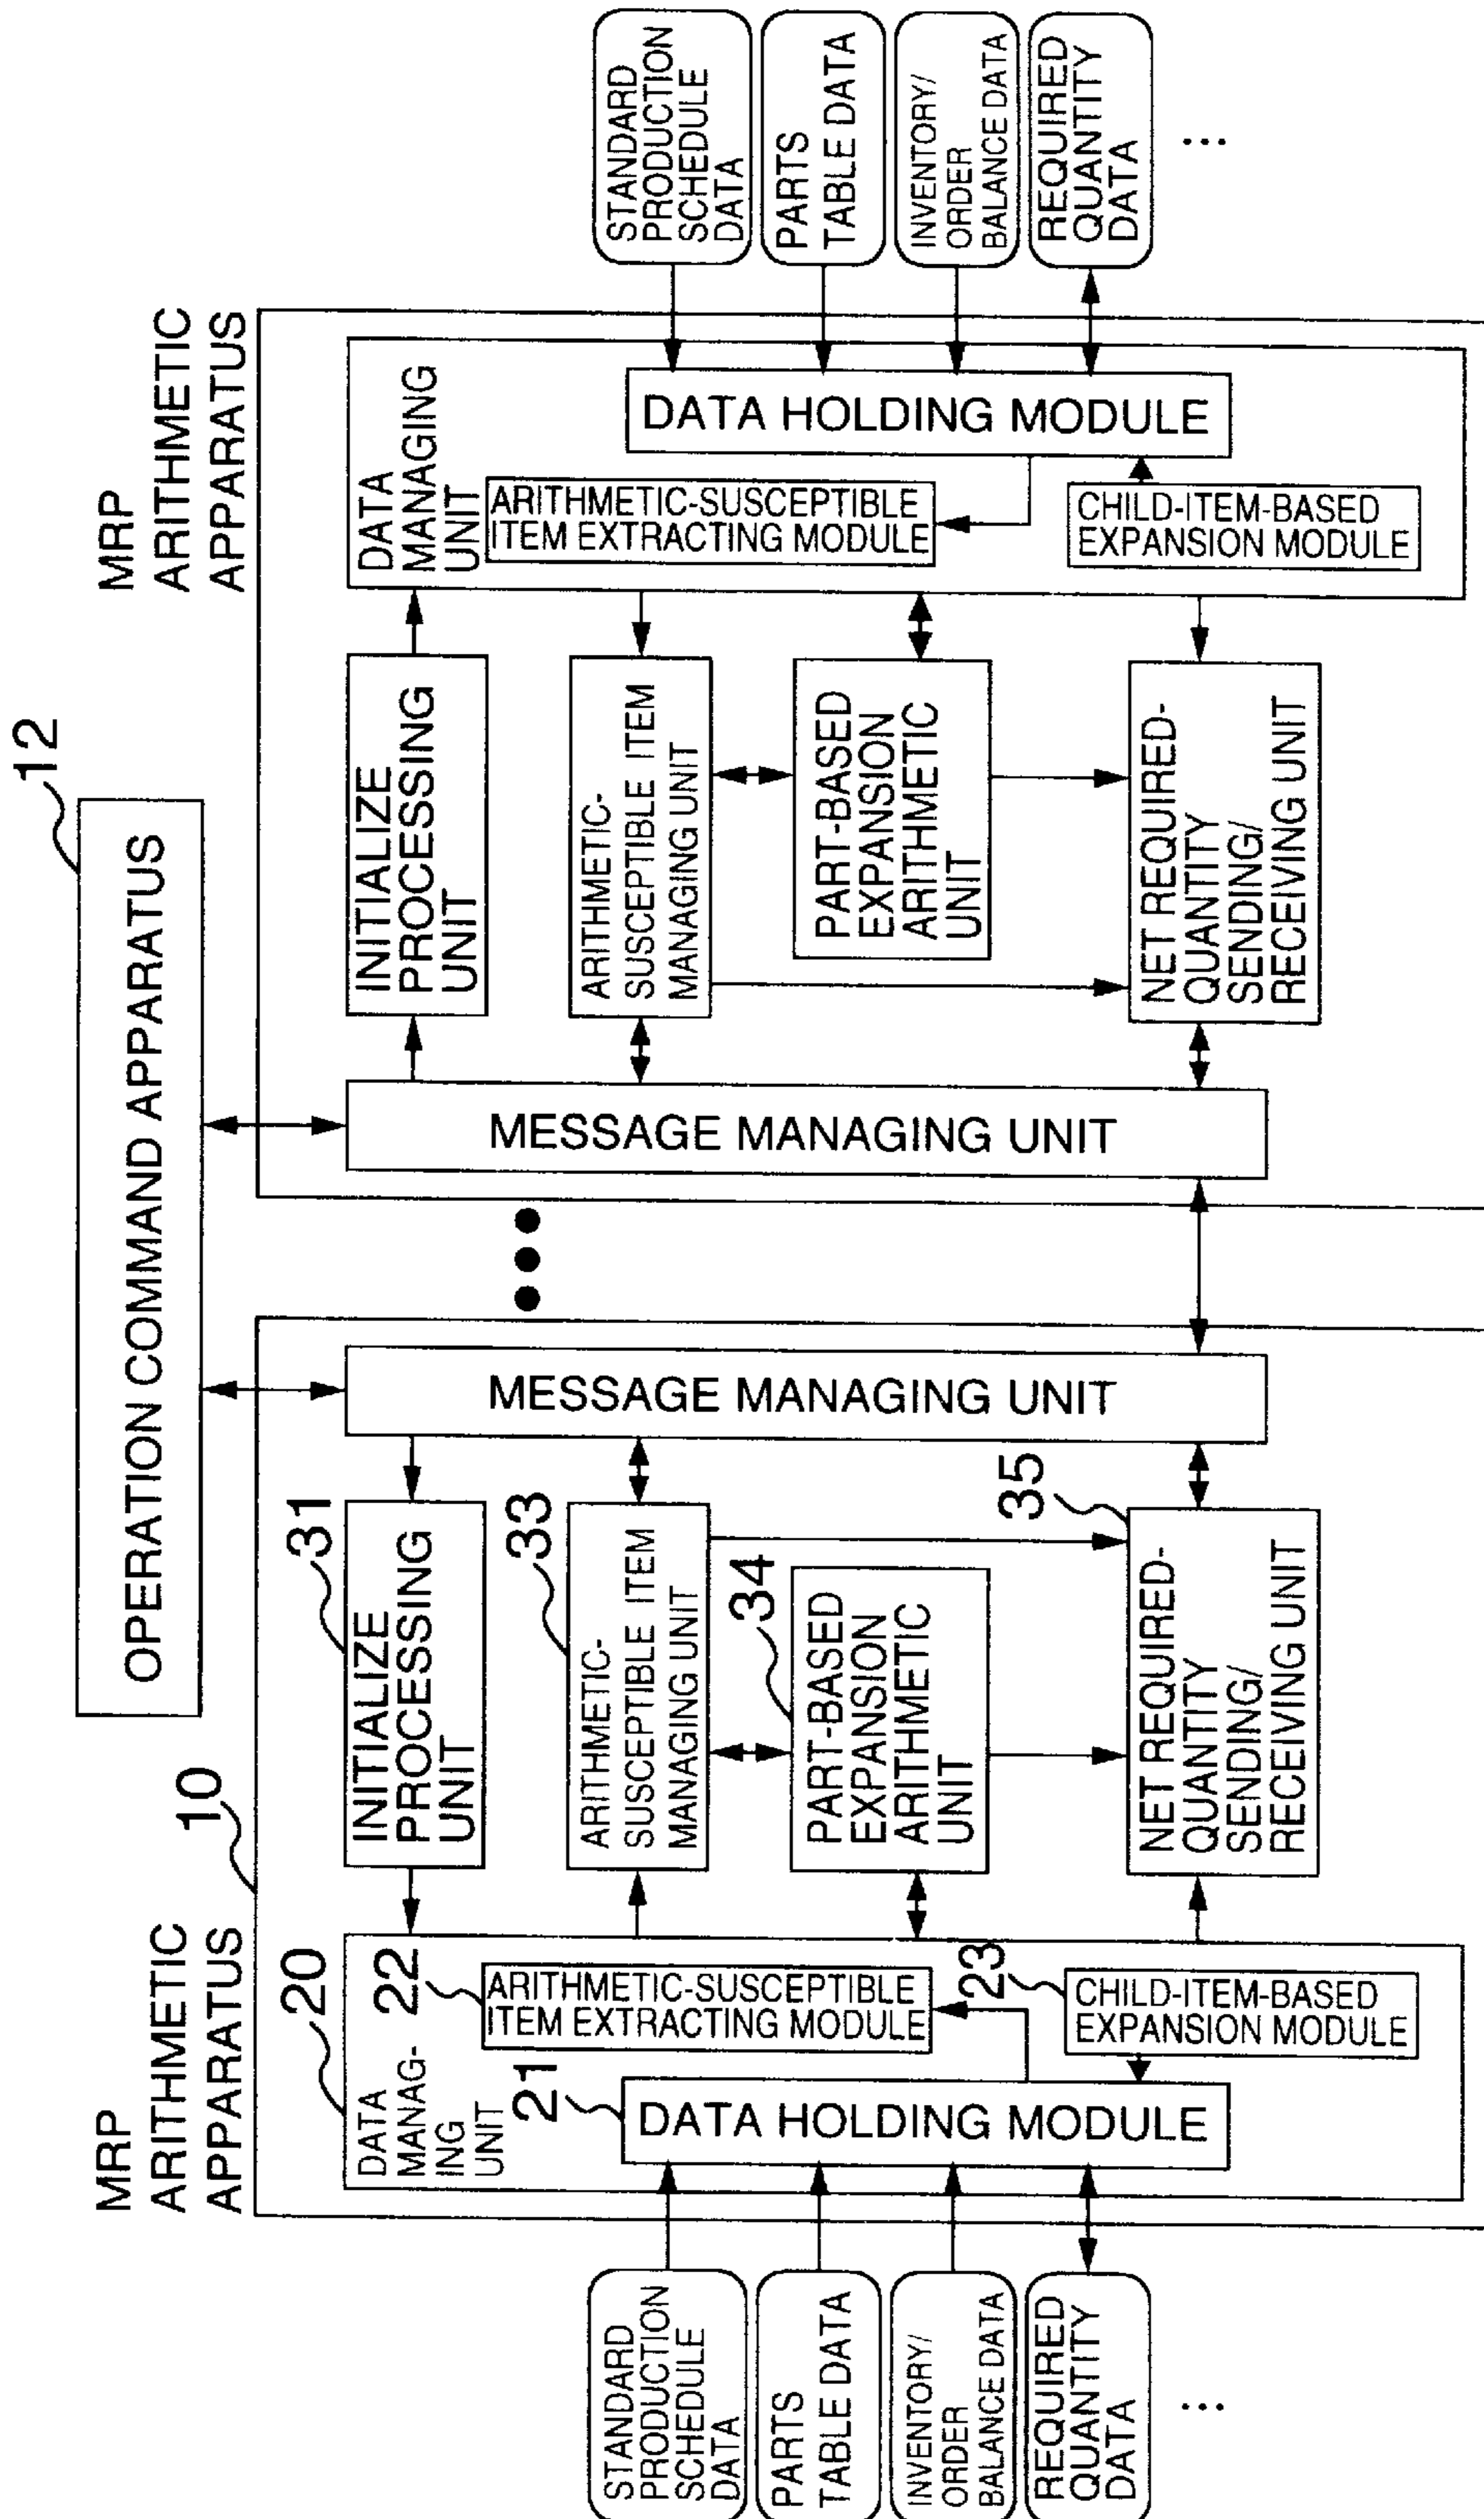 12
OPERATION COMMAND APPARATUS
MRP
ARITHMETIC
APPARATUS
10
DATA
MANAG-
ING
UNIT
20
22
ARITHMETIC-SUSCEPTIBLE
ITEM EXTRACTING MODULE
21
DATA HOLDING MODULE
23
CHILD-ITEM-BASED
EXPANSION MODULE
STANDARD
PRODUCTION
SCHEDULE
DATA
PARTS
TABLE DATA
INVENTORY/
ORDER
BALANCE DATA
REQUIRED
QUANTITY
DATA
...
31
INITIALIZE
PROCESSING
UNIT
33
ARITHMETIC-
SUSCEPTIBLE ITEM
MANAGING UNIT
34
PART-BASED
EXPANSION
ARITHMETIC
UNIT
35
NET REQUIRED-
QUANTITY
SENDING/
RECEIVING UNIT
MESSAGE MANAGING UNIT
MRP
ARITHMETIC
APPARATUS
MESSAGE MANAGING UNIT
INITIALIZE
PROCESSING
UNIT
ARITHMETIC-
SUSCEPTIBLE ITEM
MANAGING UNIT
PART-BASED
EXPANSION
ARITHMETIC
UNIT
NET REQUIRED-
QUANTITY
SENDING/
RECEIVING UNIT
DATA
MANAGING
UNIT
ARITHMETIC-SUSCEPTIBLE
ITEM EXTRACTING MODULE
DATA HOLDING MODULE
CHILD-ITEM-BASED
EXPANSION MODULE
STANDARD
PRODUCTION
SCHEDULE
DATA
PARTS
TABLE DATA
INVENTORY/
ORDER
BALANCE DATA
REQUIRED
QUANTITY
DATA
...